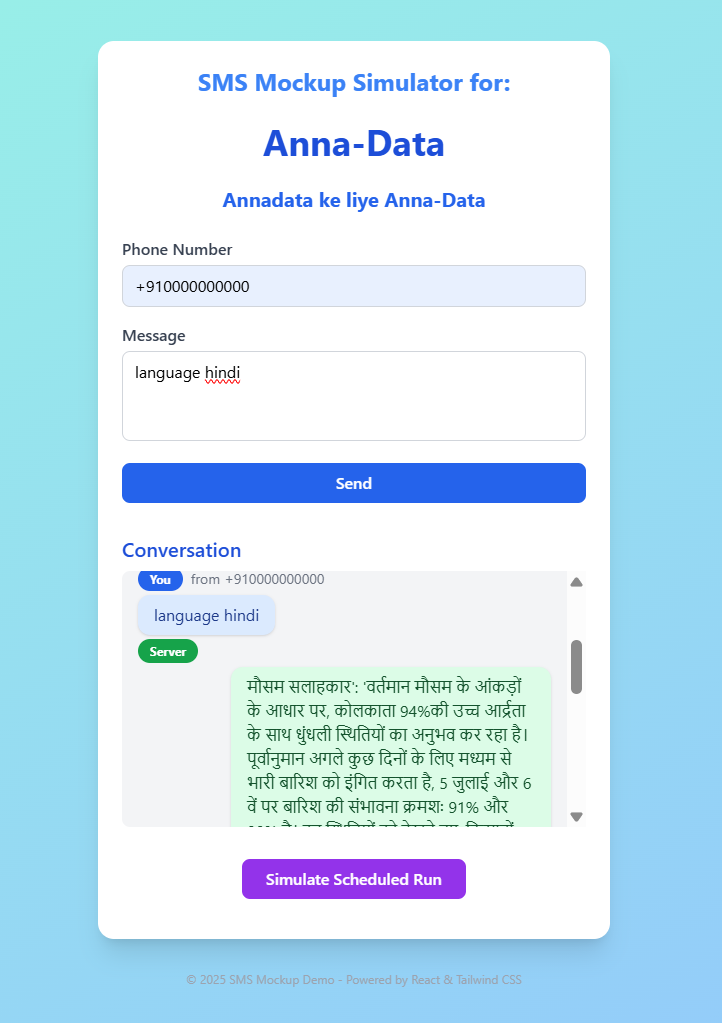 SMS Mockup Simulator for:
Anna-Data
Annadata ke liye Anna-Data
Phone Number
+910000000000
Message
language hindi
Send
Conversation
You from +910000000000
language hindi
Server
मौसम सलाहकार': 'वर्तमान मौसम के आंकड़ों
के आधार पर, कोलकाता 94%की उच्च आर्द्रता
के साथ धुंधली स्थितियों का अनुभव कर रहा है।
पूर्वानुमान अगले कुछ दिनों के लिए मध्यम से
भारी बारिश को इंगित करता है, 5 जुलाई और 6
वें पर बारिश की संभावना क्रमशः 91% और
Simulate Scheduled Run
© 2025 SMS Mockup Demo - Powered by React & Tailwind CSS